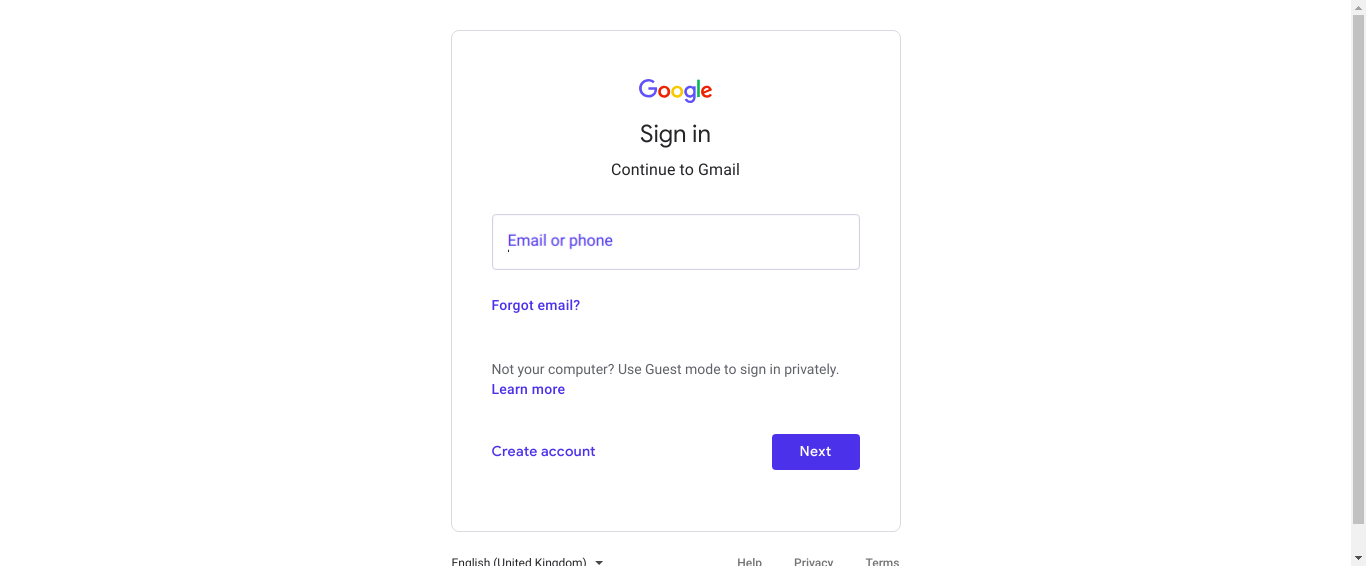 Google
Sign in
Continue to Gmail
Email or phone
Forgot email?
Not your computer? Use Guest mode to sign in privately.
Learn more
Create account
Next
English (United Kingdom)
Help
Privacy
Terms